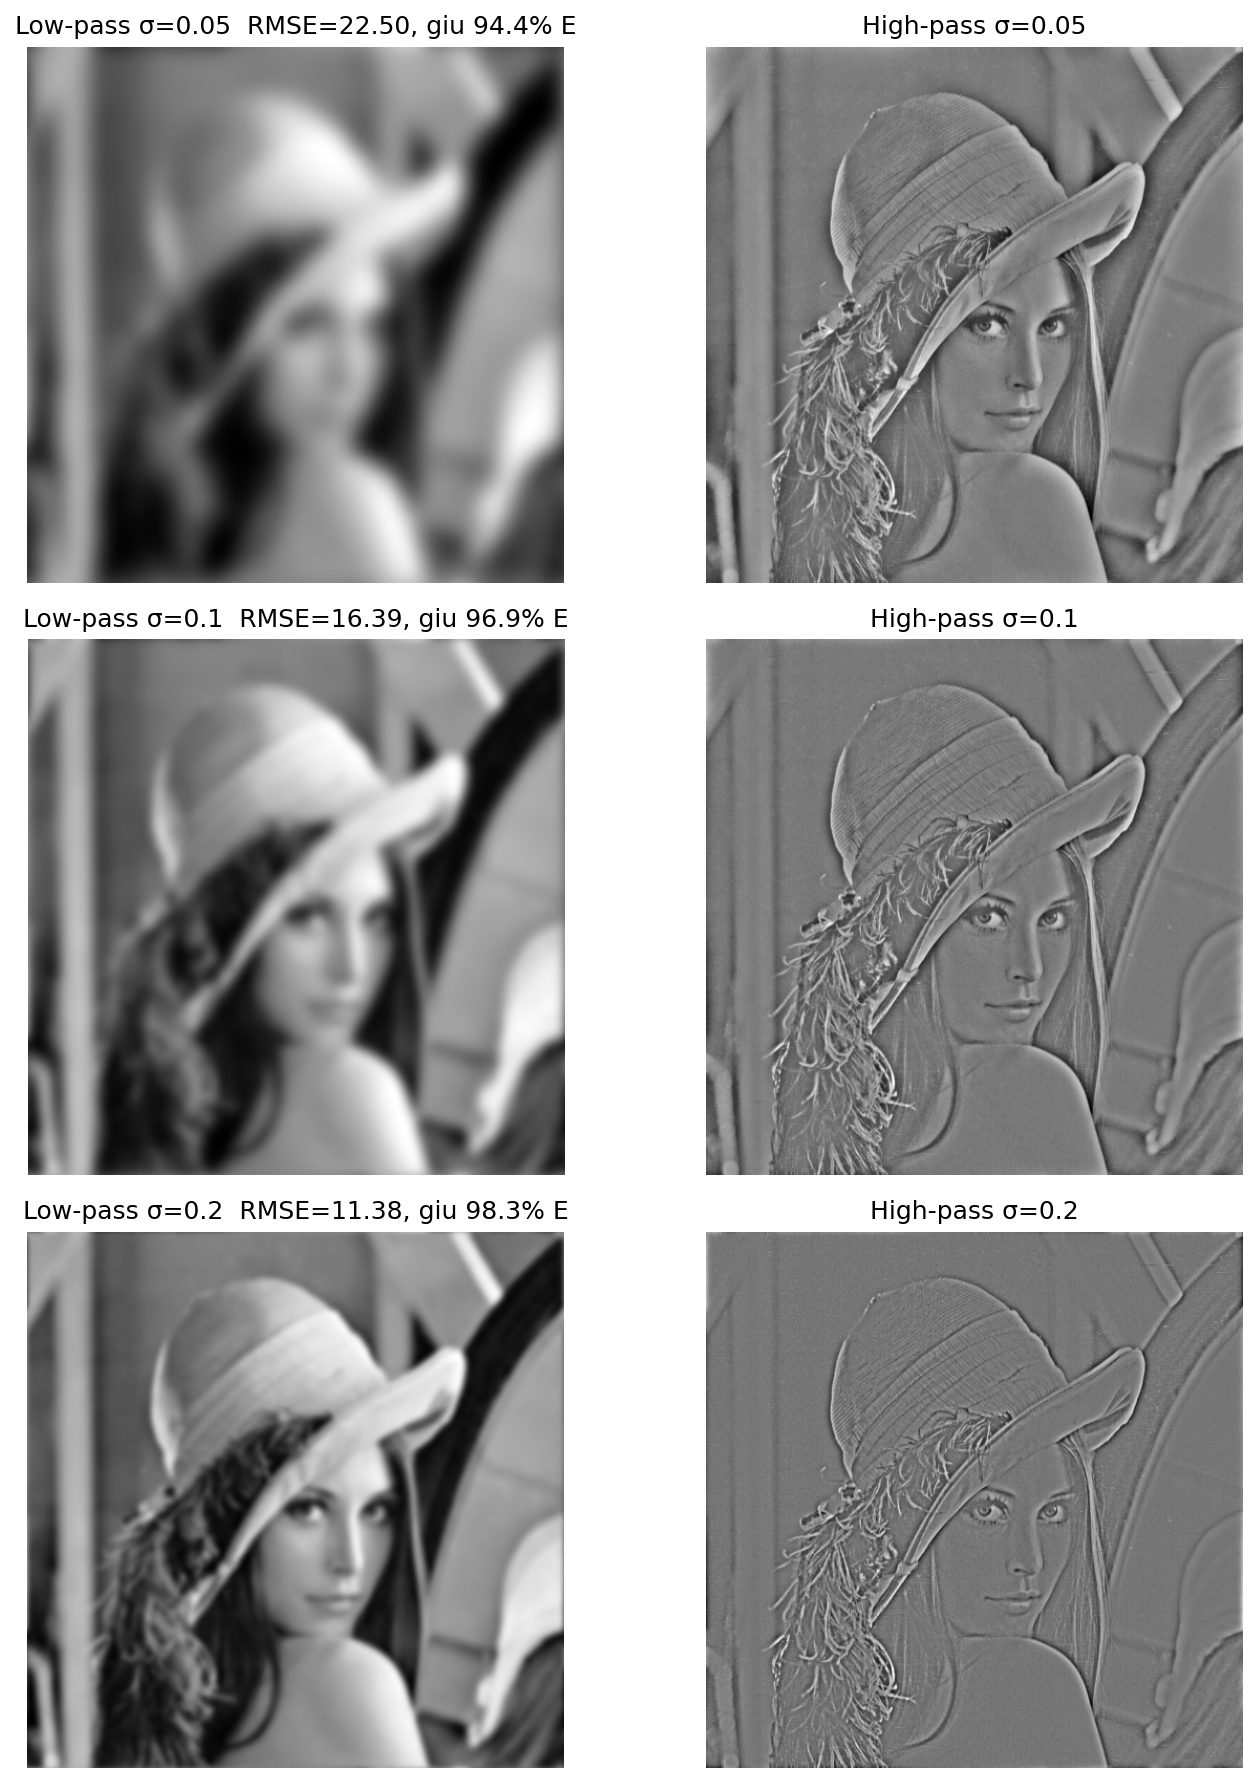 Low-pass σ=0.05  RMSE=22.50, giu 94.4% E
High-pass σ=0.05
Low-pass σ=0.1  RMSE=16.39, giu 96.9% E
High-pass σ=0.1
Low-pass σ=0.2  RMSE=11.38, giu 98.3% E
High-pass σ=0.2